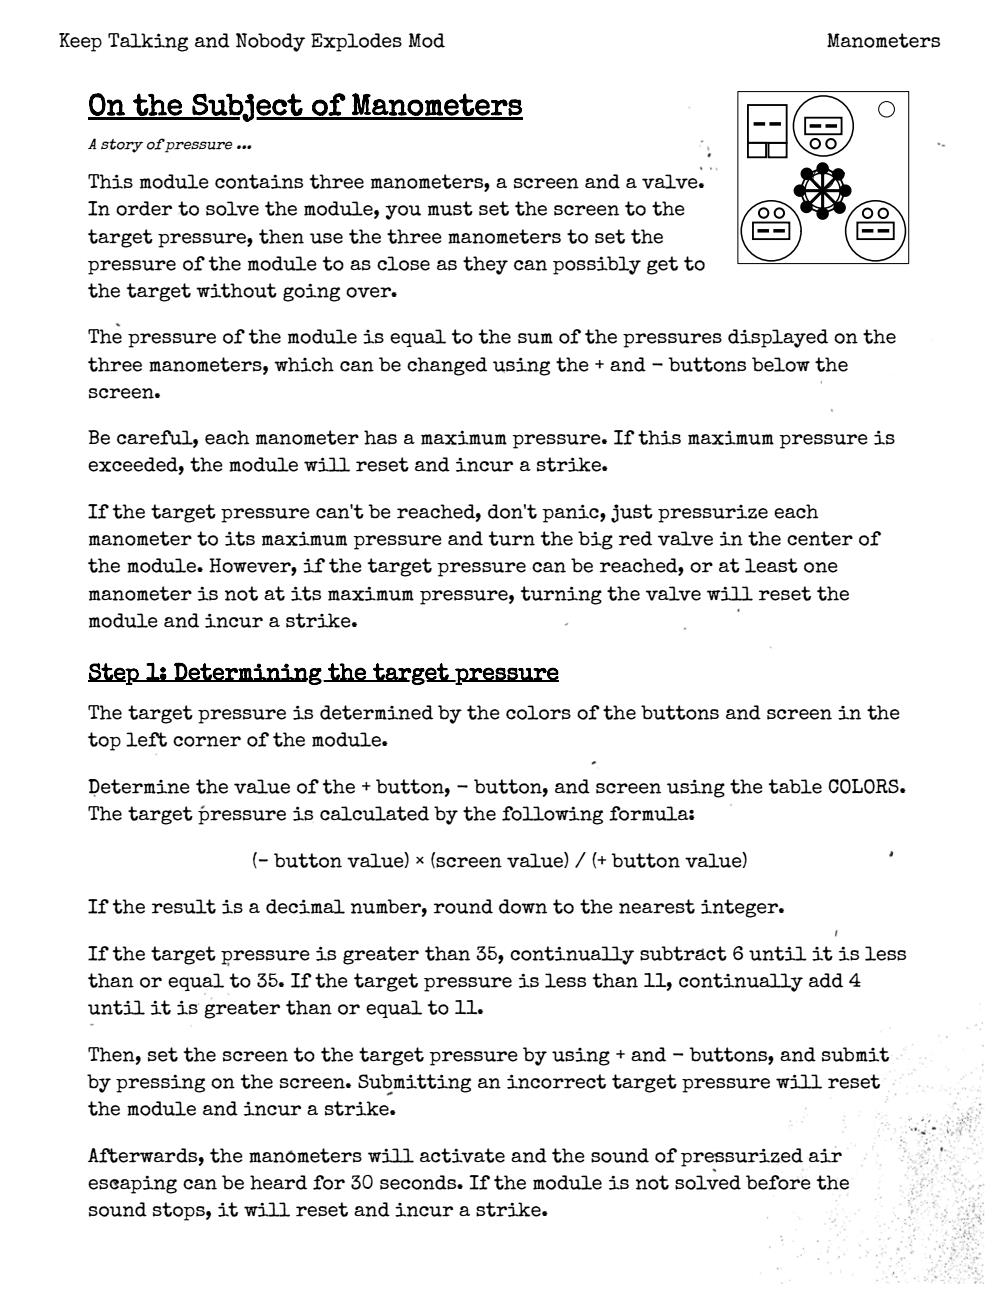 Keep Talking and Nobody Explodes Mod
Manometers
On the Subject of Manometers
A story of pressure ...
This module contains three manometers, a screen and a valve.
In order to solve the module, you must set the screen to the
target pressure, then use the three manometers to set the
pressure of the module to as close as they can possibly get to
the target without going over.
The pressure of the module is equal to the sum of the pressures displayed on the
three manometers, which can be changed using the + and - buttons below the
screen.
Be careful, each manometer has a maximum pressure. If this maximum pressure is
exceeded, the module will reset and incur a strike.
If the target pressure can't be reached, don't panic, just pressurize each
manometer to its maximum pressure and turn the big red valve in the center of
the module. However, if the target pressure can be reached, or at least one
manometer is not at its maximum pressure, turning the valve will reset the
module and incur a strike.
Step 1: Determining the target pressure
The target pressure is determined by the colors of the buttons and screen in the
top left corner of the module.
Determine the value of the + button, - button, and screen using the table COLORS.
The target pressure is calculated by the following formula:
(- button value) × (screen value) / (+ button value)
If the result is a decimal number, round down to the nearest integer.
If the target pressure is greater than 35, continually subtract 6 until it is less
than or equal to 35. If the target pressure is less than 11, continually add 4
until it is greater than or equal to 11.
Then, set the screen to the target pressure by using + and - buttons, and submit
by pressing on the screen. Submitting an incorrect target pressure will reset
the module and incur a strike.
Afterwards, the manometers will activate and the sound of pressurized air
escaping can be heard for 30 seconds. If the module is not solved before the
sound stops, it will reset and incur a strike.